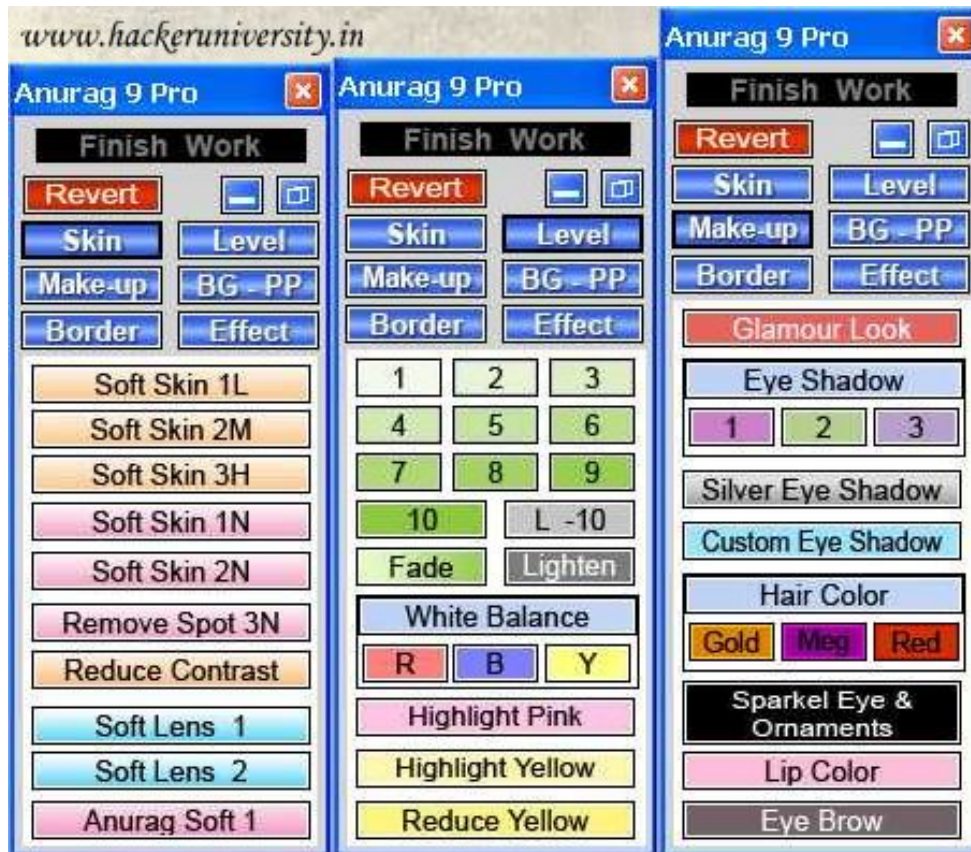 www.hackeruniversity.in
Anurag 9 Pro
Finish Work
Revert
Skin Level
Make-up BG - PP
Border Effect
Soft Skin 1L
Soft Skin 2M
Soft Skin 3H
Soft Skin 1N
Soft Skin 2N
Remove Spot 3N
Reduce Contrast
Soft Lens 1
Soft Lens 2
Anurag Soft 1
Anurag 9 Pro
Finish Work
Revert
Skin Level
Make-up BG - PP
Border Effect
1 2 3
4 5 6
7 8 9
10 L -10
Fade Lighten
White Balance
R B Y
Highlight Pink
Highlight Yellow
Reduce Yellow
Anurag 9 Pro
Finish Work
Revert
Skin Level
Make-up BG - PP
Border Effect
Glamour Look
Eye Shadow
1 2 3
Silver Eye Shadow
Custom Eye Shadow
Hair Color
Gold Meg Red
Sparkel Eye &
Ornaments
Lip Color
Eye Brow